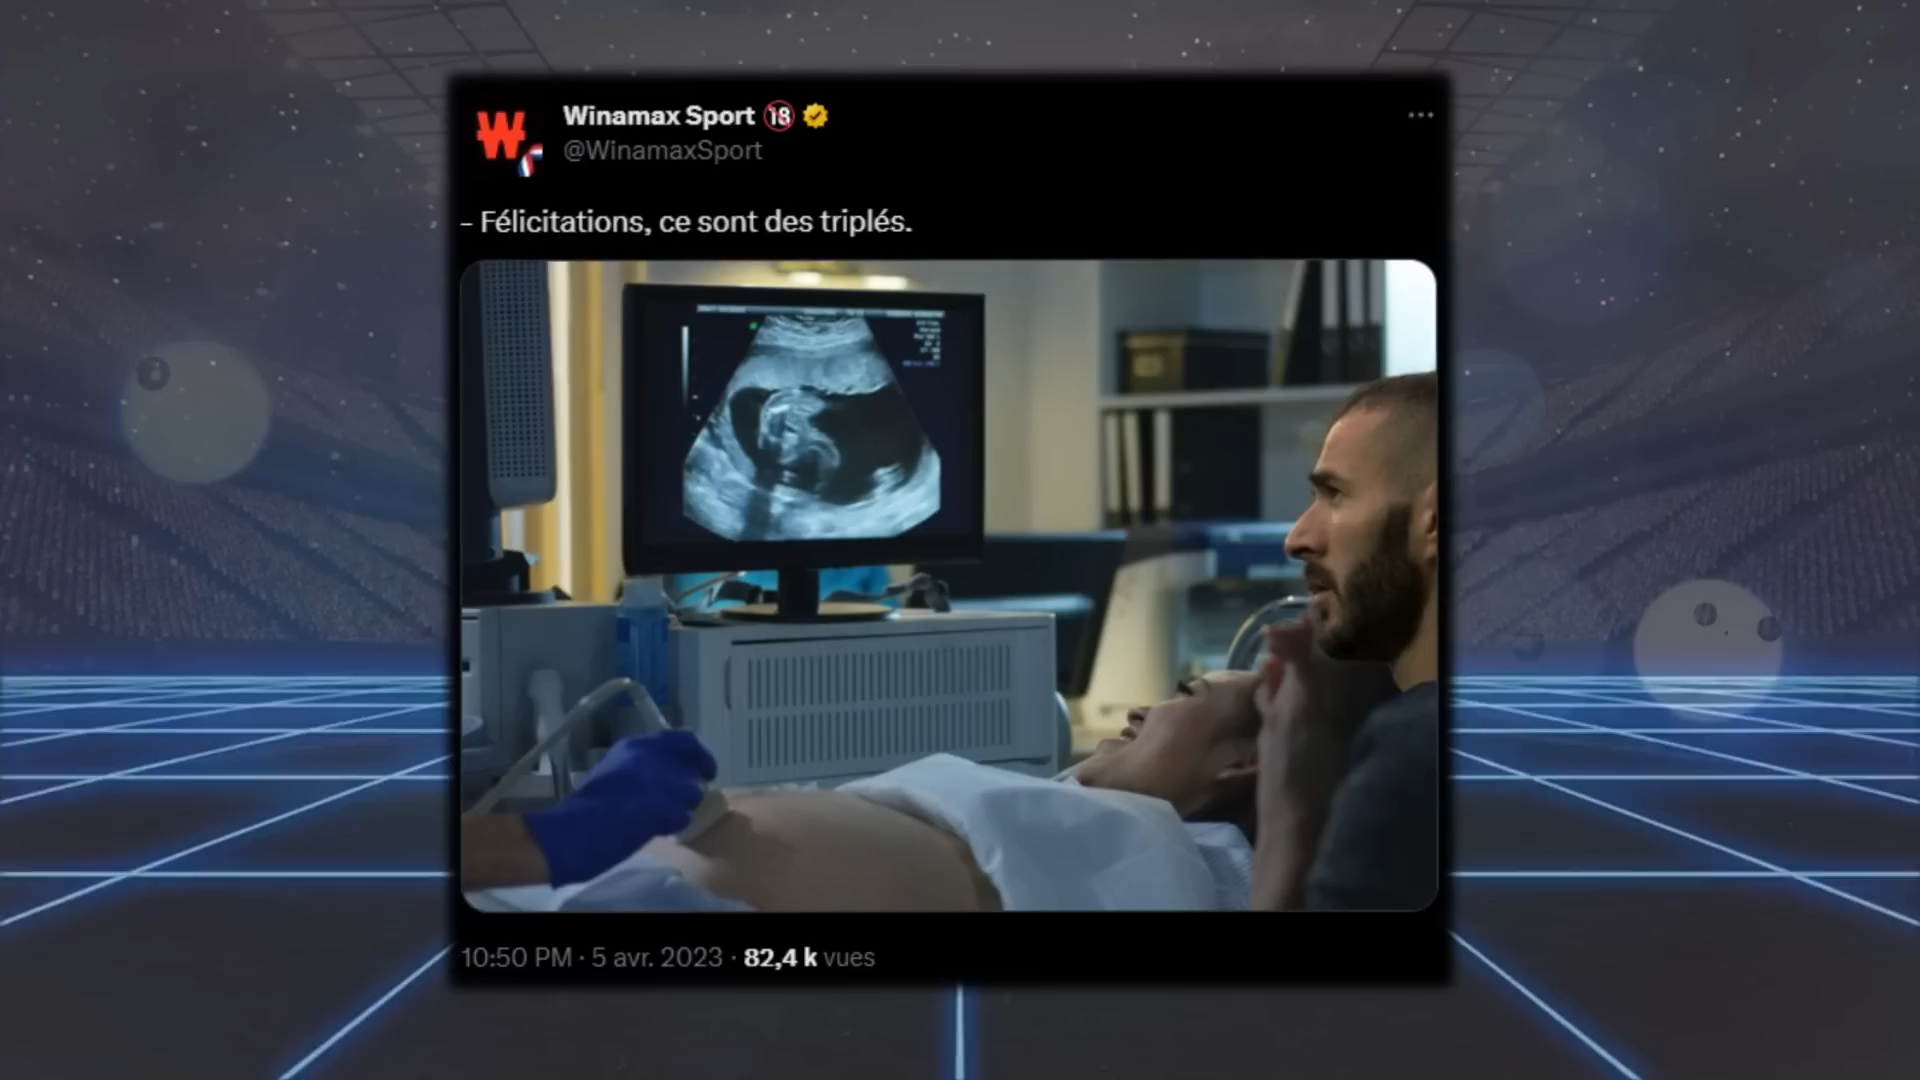 Winamax Sport 18
@WinamaxSport
– Félicitations, ce sont des triplés.
10:50 PM · 5 avr. 2023 · 82,4 k vues